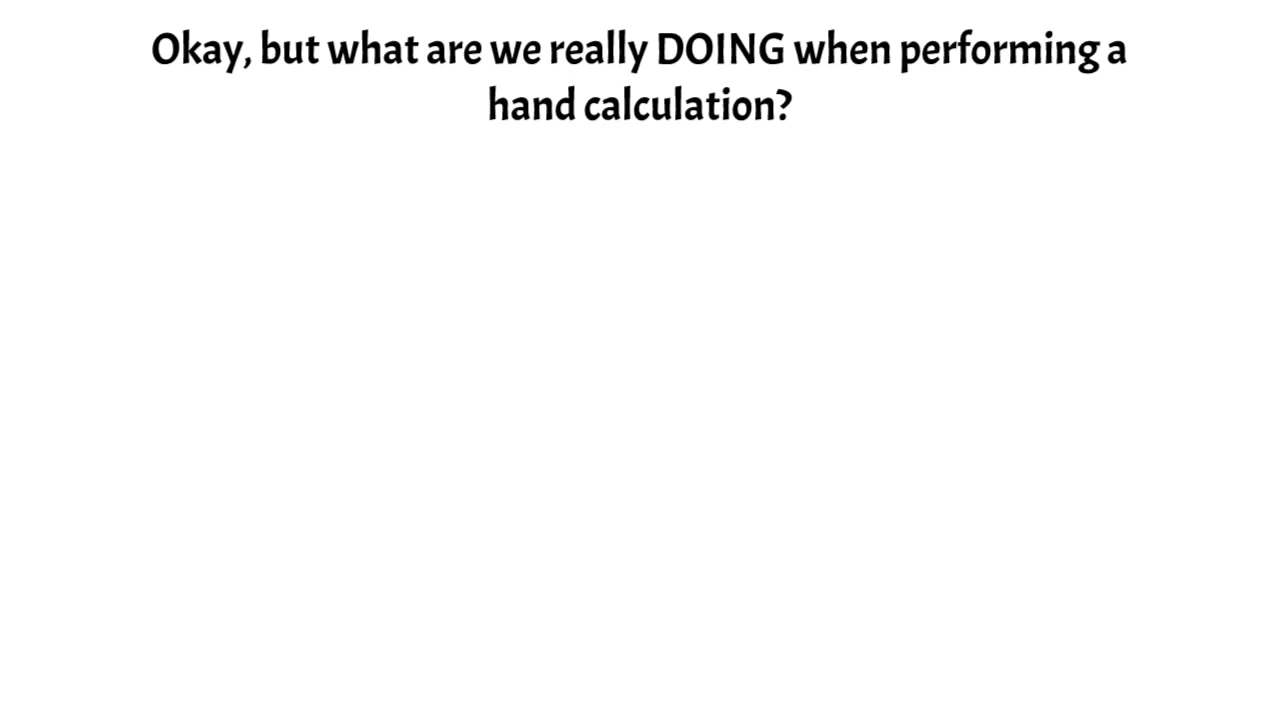 Okay, but what are we really DOING when performing a
hand calculation?